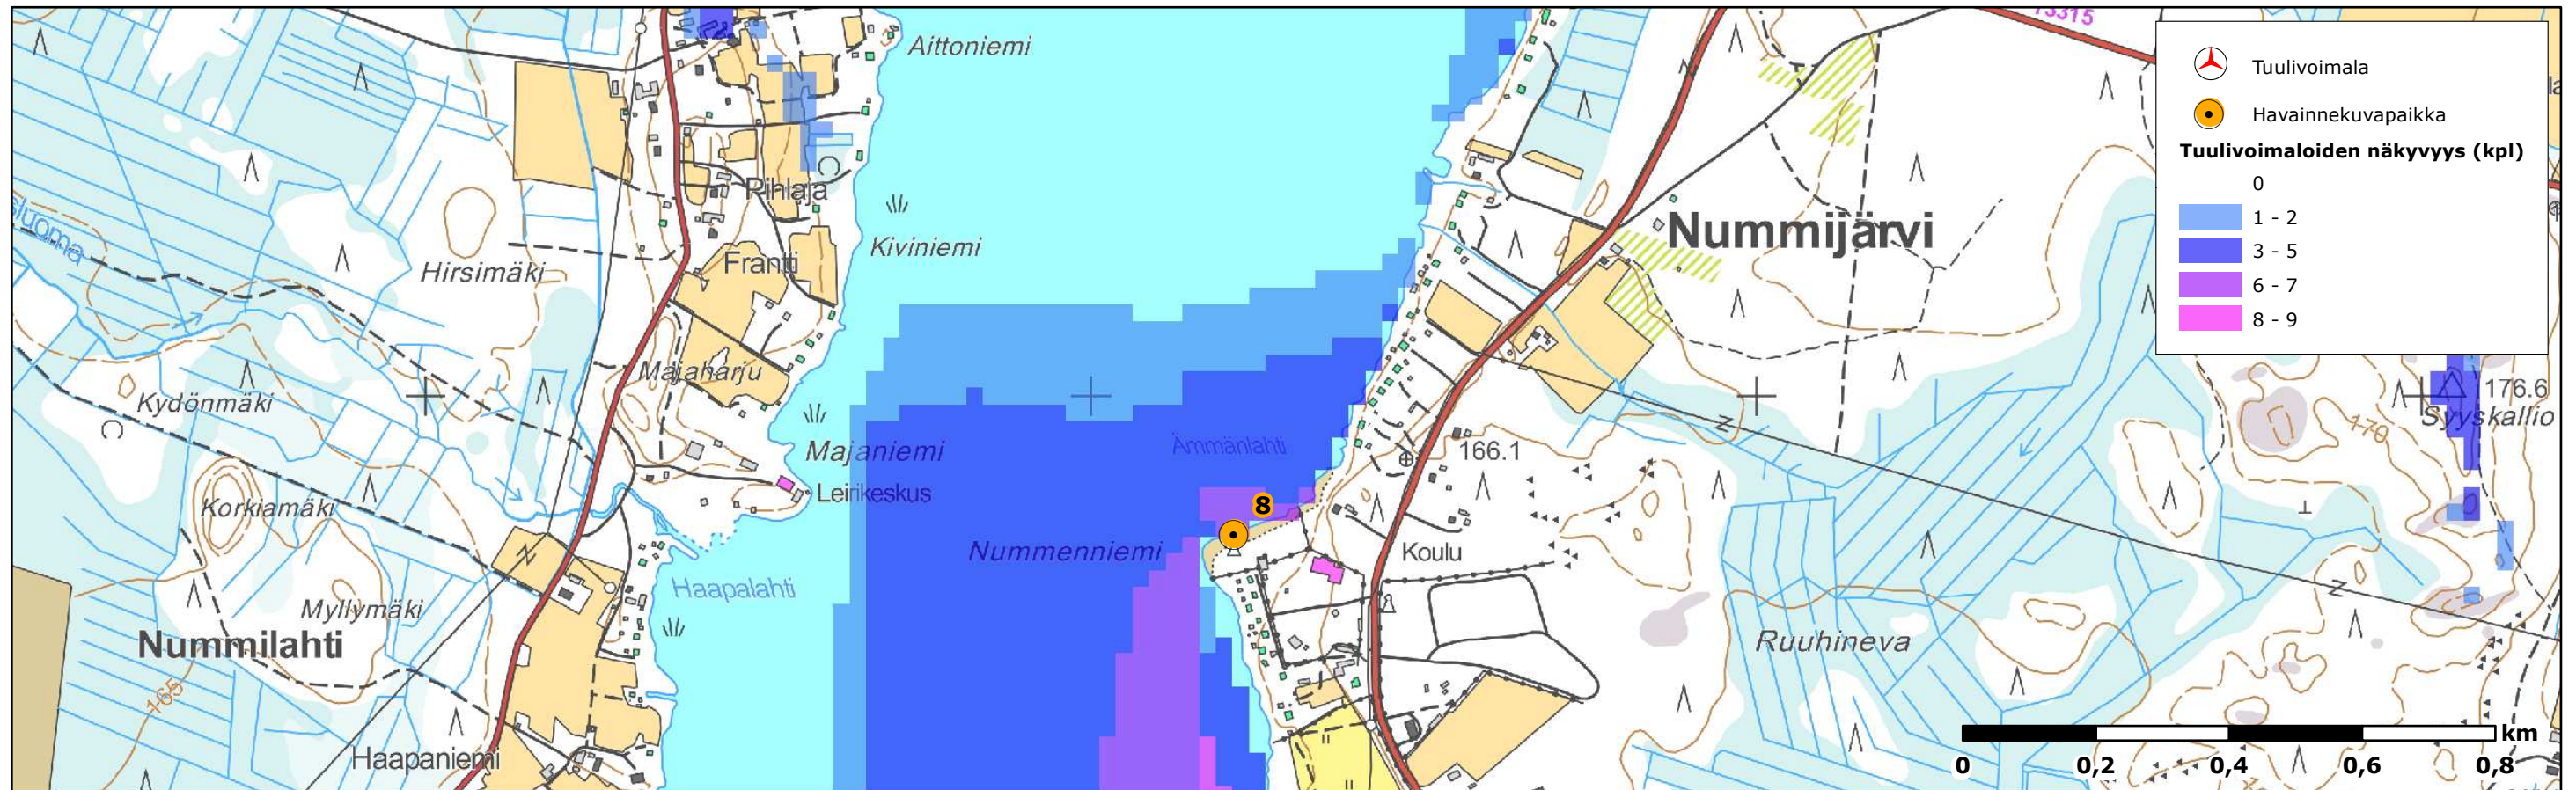 13315
Aittoniemi
Pihlaja
Kiviniemi
Frantti
Hirsimäki
Majaharju
Kydönmäki
Majaniemi
Leirikeskus
Korkiamäki
Myllymäki
Nummilahti
165
Haapaniemi
Haapalahti
Nummenniemi
Ämmänlahti
8
Koulu
166.1
Nummijärvi
Ruuhineva
176.6
Syyskallio
170
Tuulivoimala
Havainnekuvapaikka
Tuulivoimaloiden näkyvyys (kpl)
0
1 - 2
3 - 5
6 - 7
8 - 9
km
0 0,2 0,4 0,6 0,8